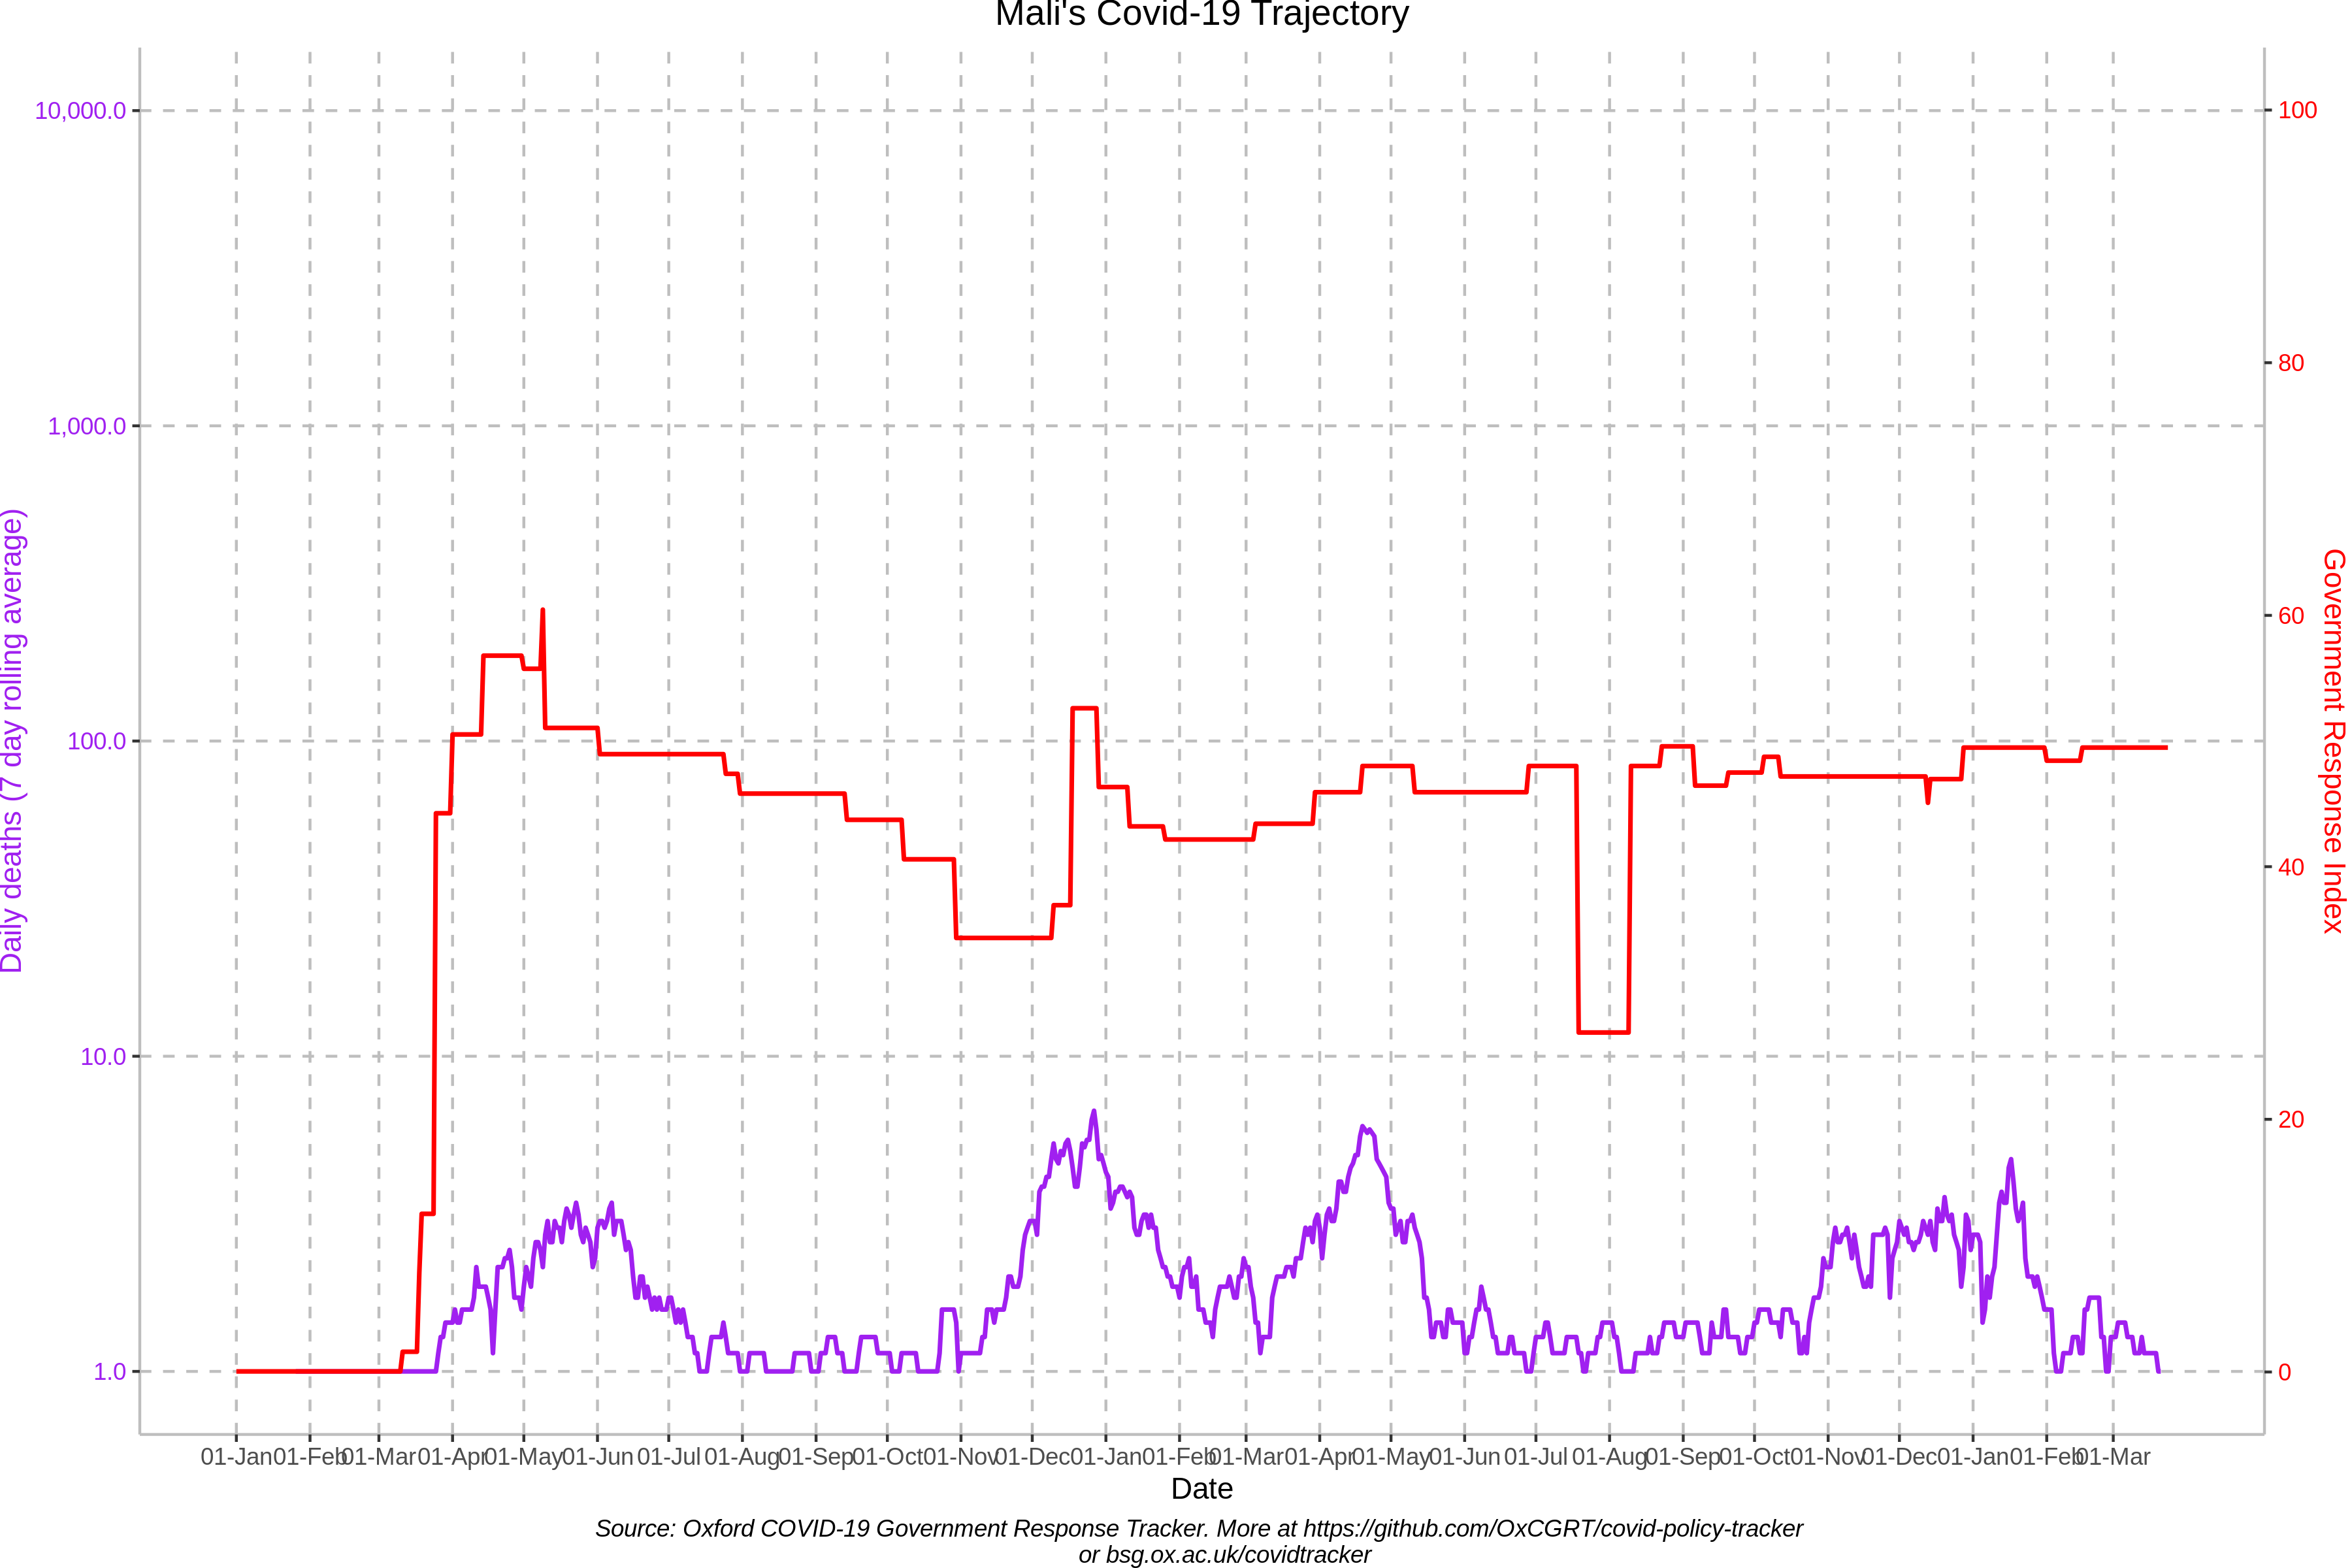 Mali's Covid-19 Trajectory
10,000.0
1,000.0
100.0
10.0
1.0
Daily deaths (7 day rolling average)
100
80
60
40
20
0
Government Response Index
01-Jan 01-Feb 01-Mar 01-Apr 01-May 01-Jun 01-Jul 01-Aug 01-Sep 01-Oct 01-Nov 01-Dec 01-Jan 01-Feb 01-Mar 01-Apr 01-May 01-Jun 01-Jul 01-Aug 01-Sep 01-Oct 01-Nov 01-Dec 01-Jan 01-Feb 01-Mar
Date
Source: Oxford COVID-19 Government Response Tracker. More at https://github.com/OxCGRT/covid-policy-tracker
or bsg.ox.ac.uk/covidtracker